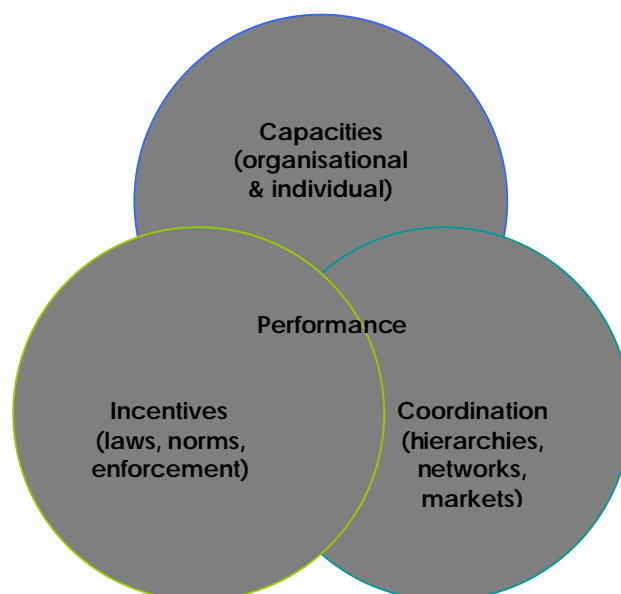 Capacities
(organisational
& individual)
Performance
Incentives
(laws, norms,
enforcement)
Coordination
(hierarchies,
networks,
markets)